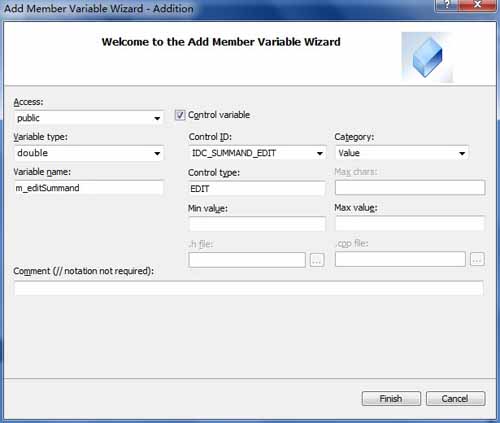 Add Member Variable Wizard - Addition
Welcome to the Add Member Variable Wizard
Access:
public
Control variable
Variable type:
double
Control ID:
IDC_SUMMAND_EDIT
Category:
Value
Variable name:
m_editSummand
Control type:
EDIT
Max chars:
Min value:
Max value:
.h file:
...
.cpp file:
...
Comment (// notation not required):
Finish
Cancel